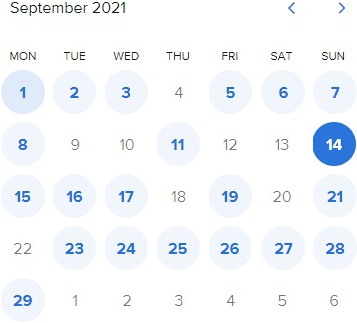 September 2021
MON TUE WED THU FRI SAT SUN
1 2 3 4 5 6 7
8 9 10 11 12 13 14
15 16 17 18 19 20 21
22 23 24 25 26 27 28
29 1 2 3 4 5 6